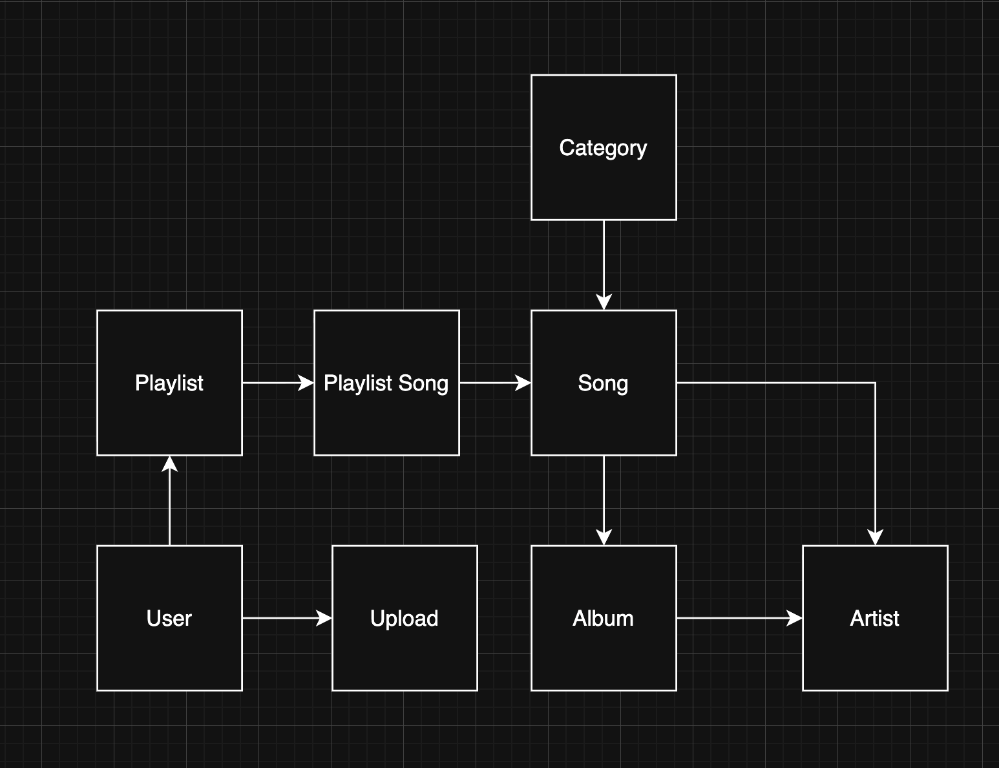 Category
Playlist
Playlist Song
Song
User
Upload
Album
Artist